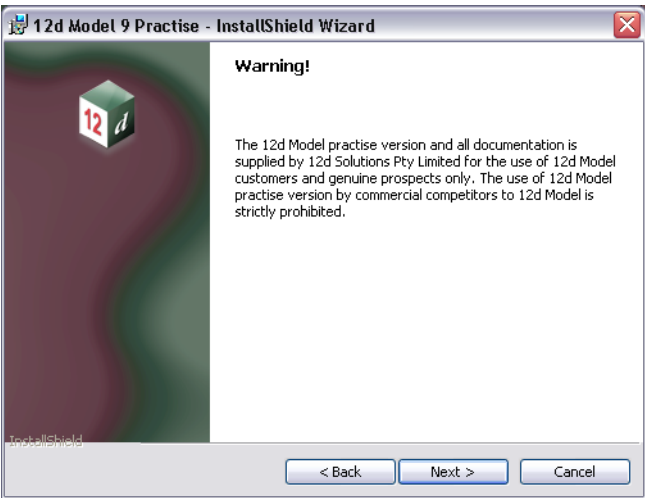 12d Model 9 Practise - InstallShield Wizard
Warning!
12 d
The 12d Model practise version and all documentation is
supplied by 12d Solutions Pty Limited for the use of 12d Model
customers and genuine prospects only. The use of 12d Model
practise version by commercial competitors to 12d Model is
strictly prohibited.
InstallShield
< Back Next > Cancel